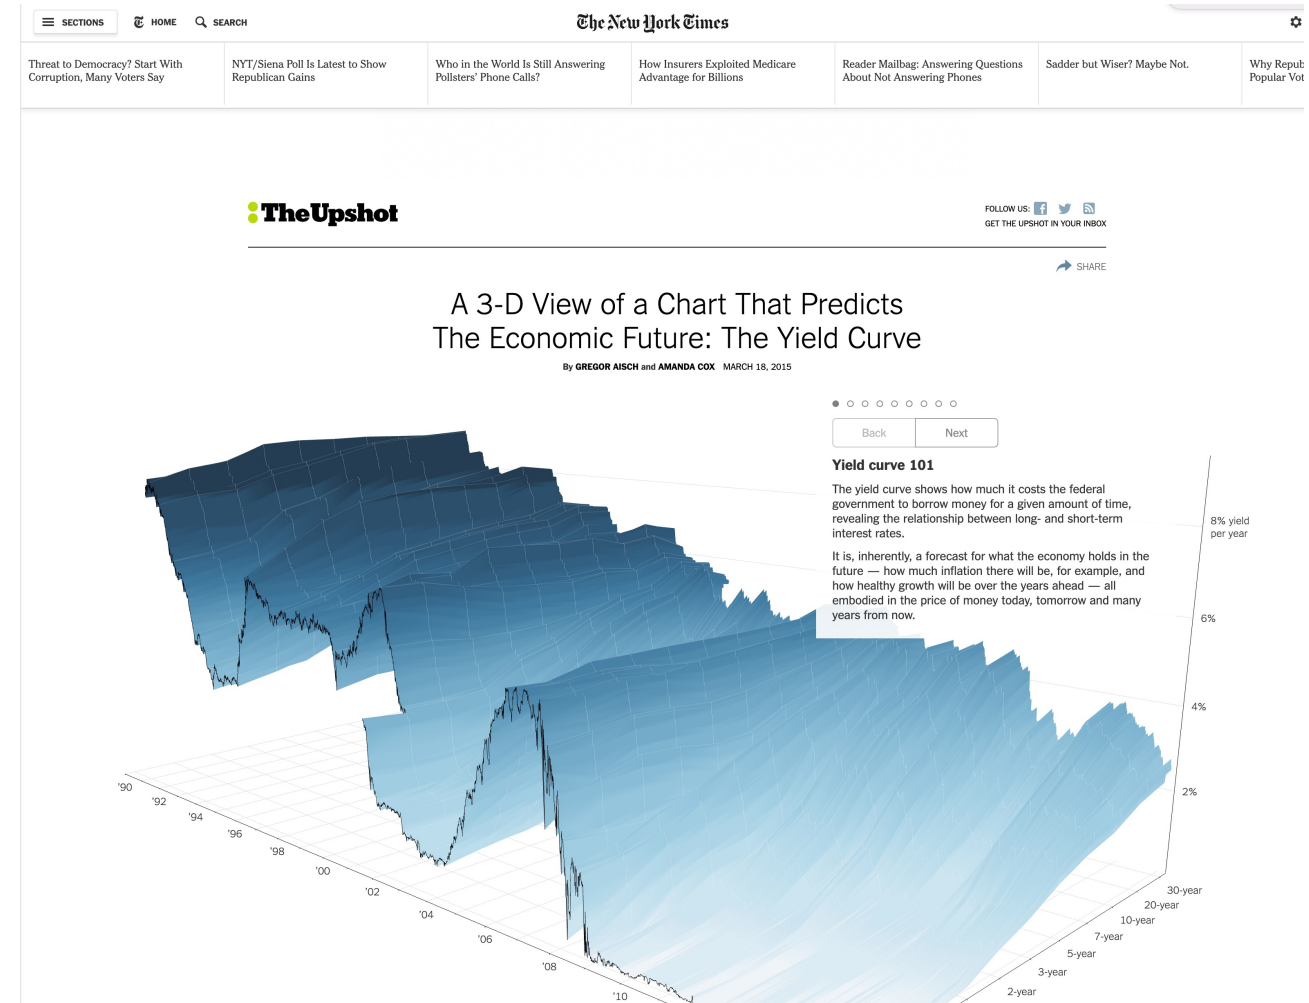 SECTIONS
HOME
SEARCH
The New York Times
Threat to Democracy? Start With
Corruption, Many Voters Say
NYT/Siena Poll Is Latest to Show
Republican Gains
Who in the World Is Still Answering
Pollsters' Phone Calls?
How Insurers Exploited Medicare
Advantage for Billions
Reader Mailbag: Answering Questions
About Not Answering Phones
Sadder but Wiser? Maybe Not.
Why Repub
Popular Vot
TheUpshot
FOLLOW US:
GET THE UPSHOT IN YOUR INBOX
SHARE
A 3-D View of a Chart That Predicts
The Economic Future: The Yield Curve
By GREGOR AISCH and AMANDA COX MARCH 18, 2015
Back
Next
Yield curve 101
The yield curve shows how much it costs the federal
government to borrow money for a given amount of time,
revealing the relationship between long- and short-term
interest rates.
It is, inherently, a forecast for what the economy holds in the
future — how much inflation there will be, for example, and
how healthy growth will be over the years ahead — all
embodied in the price of money today, tomorrow and many
years from now.
8% yield
per year
6%
4%
2%
'90
'92
'94
'96
'98
'00
'02
'04
'06
'08
'10
30-year
20-year
10-year
7-year
5-year
3-year
2-year